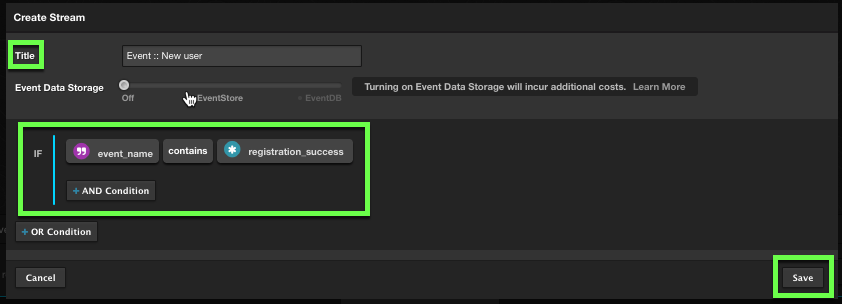 Create Stream
Title Event :: New user
Event Data Storage Turning on Event Data Storage will incur additional costs. Learn More
Off EventStore EventDB
IF event_name contains registration_success
+ AND Condition
+ OR Condition
Cancel Save